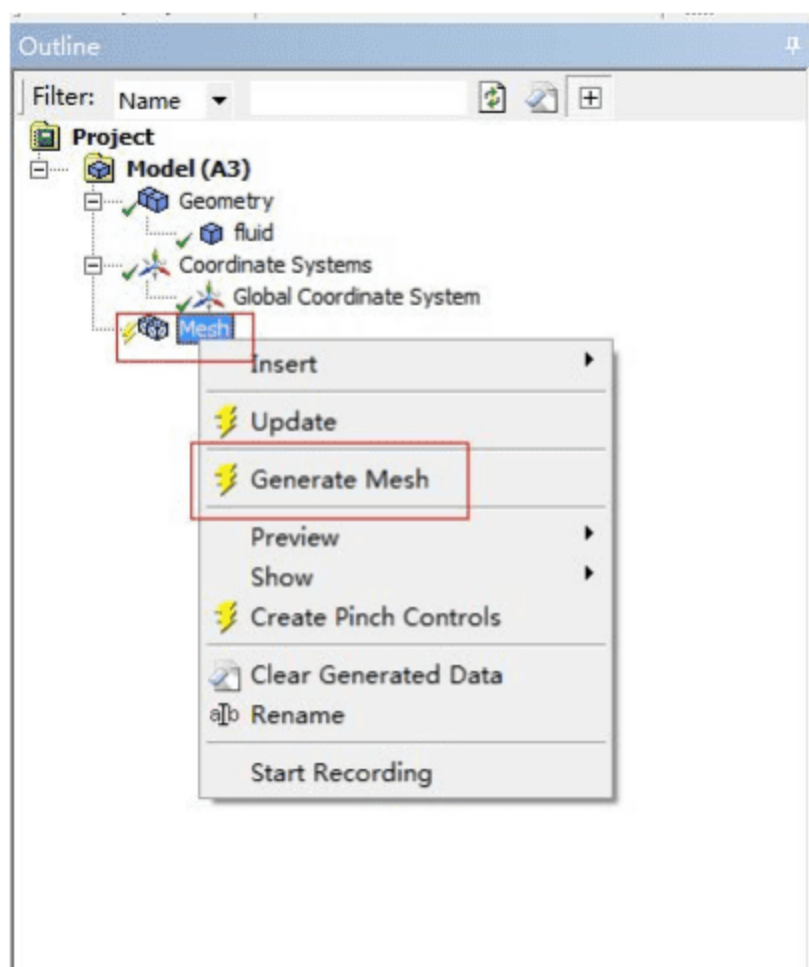 Outline
Filter: Name
Project
Model (A3)
Geometry
fluid
Coordinate Systems
Global Coordinate System
Mesh
Insert
Update
Generate Mesh
Preview
Show
Create Pinch Controls
Clear Generated Data
a]b Rename
Start Recording